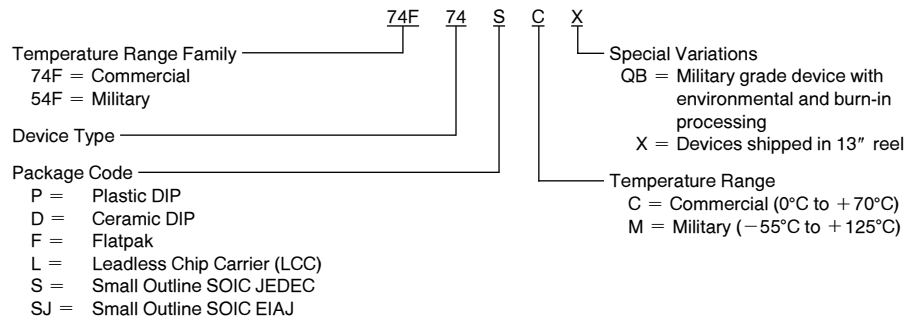 74F 74 S C X
Temperature Range Family
74F = Commercial
54F = Military
Device Type
Package Code
P = Plastic DIP
D = Ceramic DIP
F = Flatpak
L = Leadless Chip Carrier (LCC)
S = Small Outline SOIC JEDEC
SJ = Small Outline SOIC EIAJ
Special Variations
QB = Military grade device with
environmental and burn-in
processing
X = Devices shipped in 13″ reel
Temperature Range
C = Commercial (0°C to +70°C)
M = Military (−55°C to +125°C)